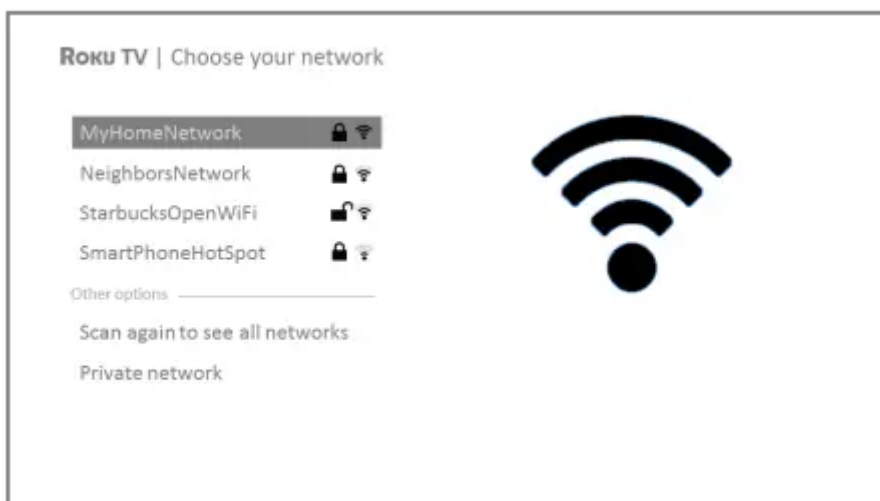 ROKU TV | Choose your network
MyHomeNetwork
NeighborsNetwork
StarbucksOpenWiFi
SmartPhoneHotSpot
Other options
Scan again to see all networks
Private network